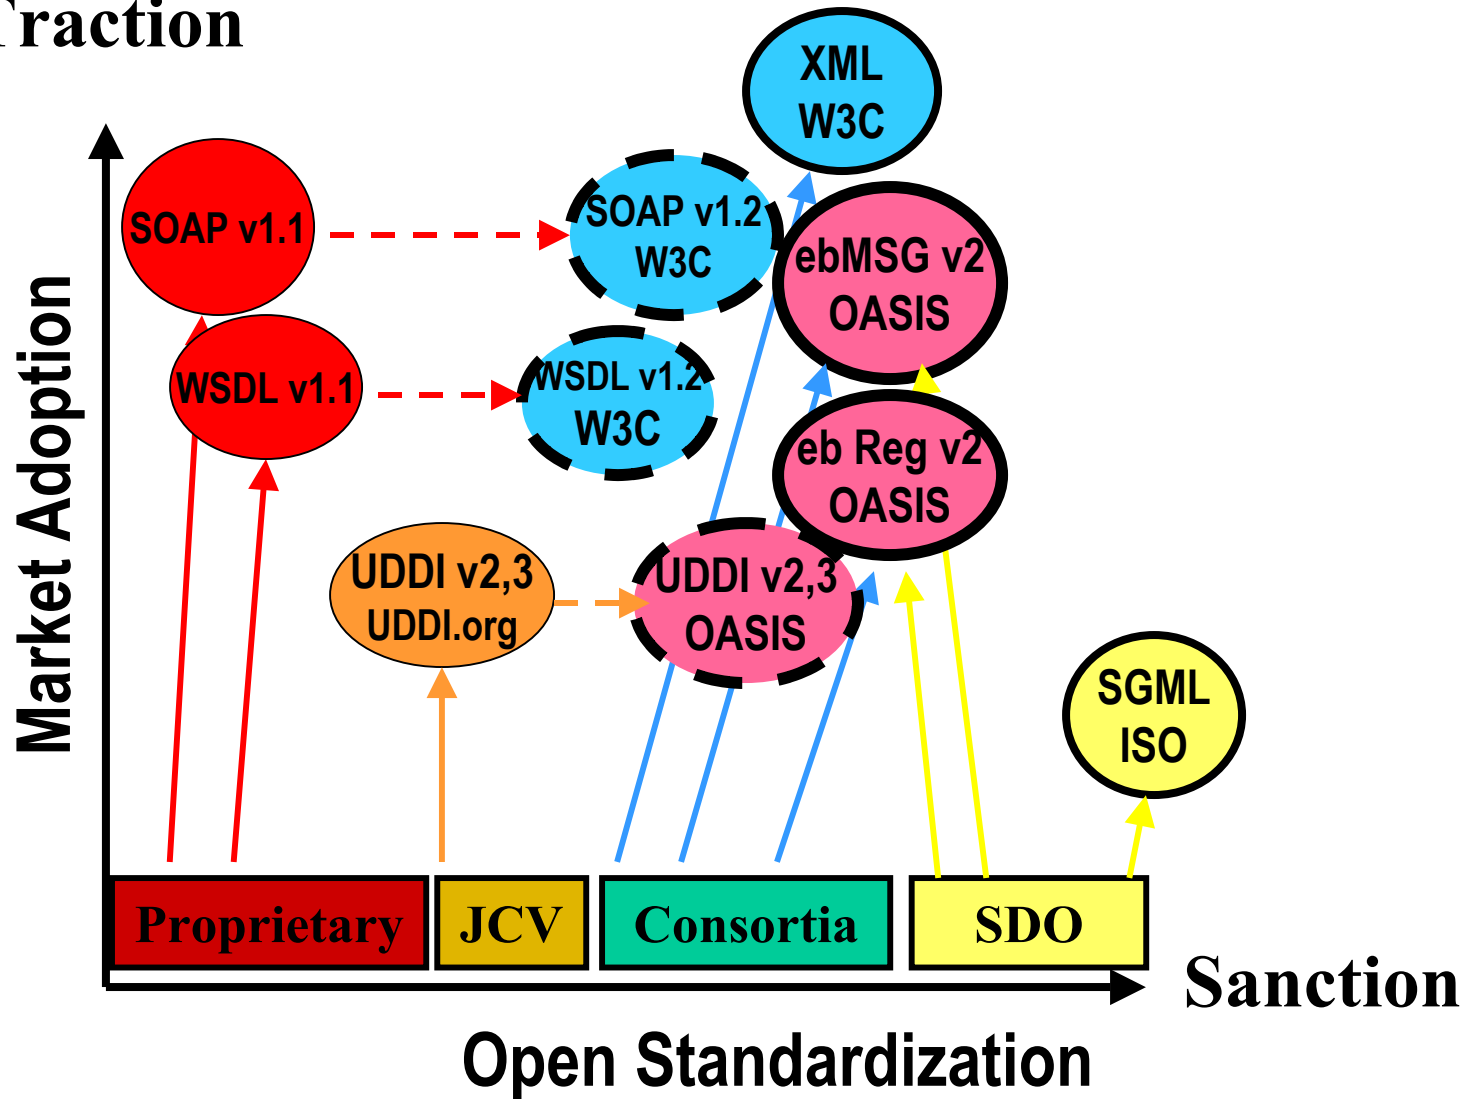 Traction
XML
W3C
SOAP v1.1
SOAP v1.2
W3C
ebMSG v2
OASIS
WSDL v1.1
WSDL v1.2
W3C
eb Reg v2
OASIS
UDDI v2,3
UDDI.org
UDDI v2,3
OASIS
SGML
ISO
Market Adoption
Proprietary
JCV
Consortia
SDO
Sanction
Open Standardization